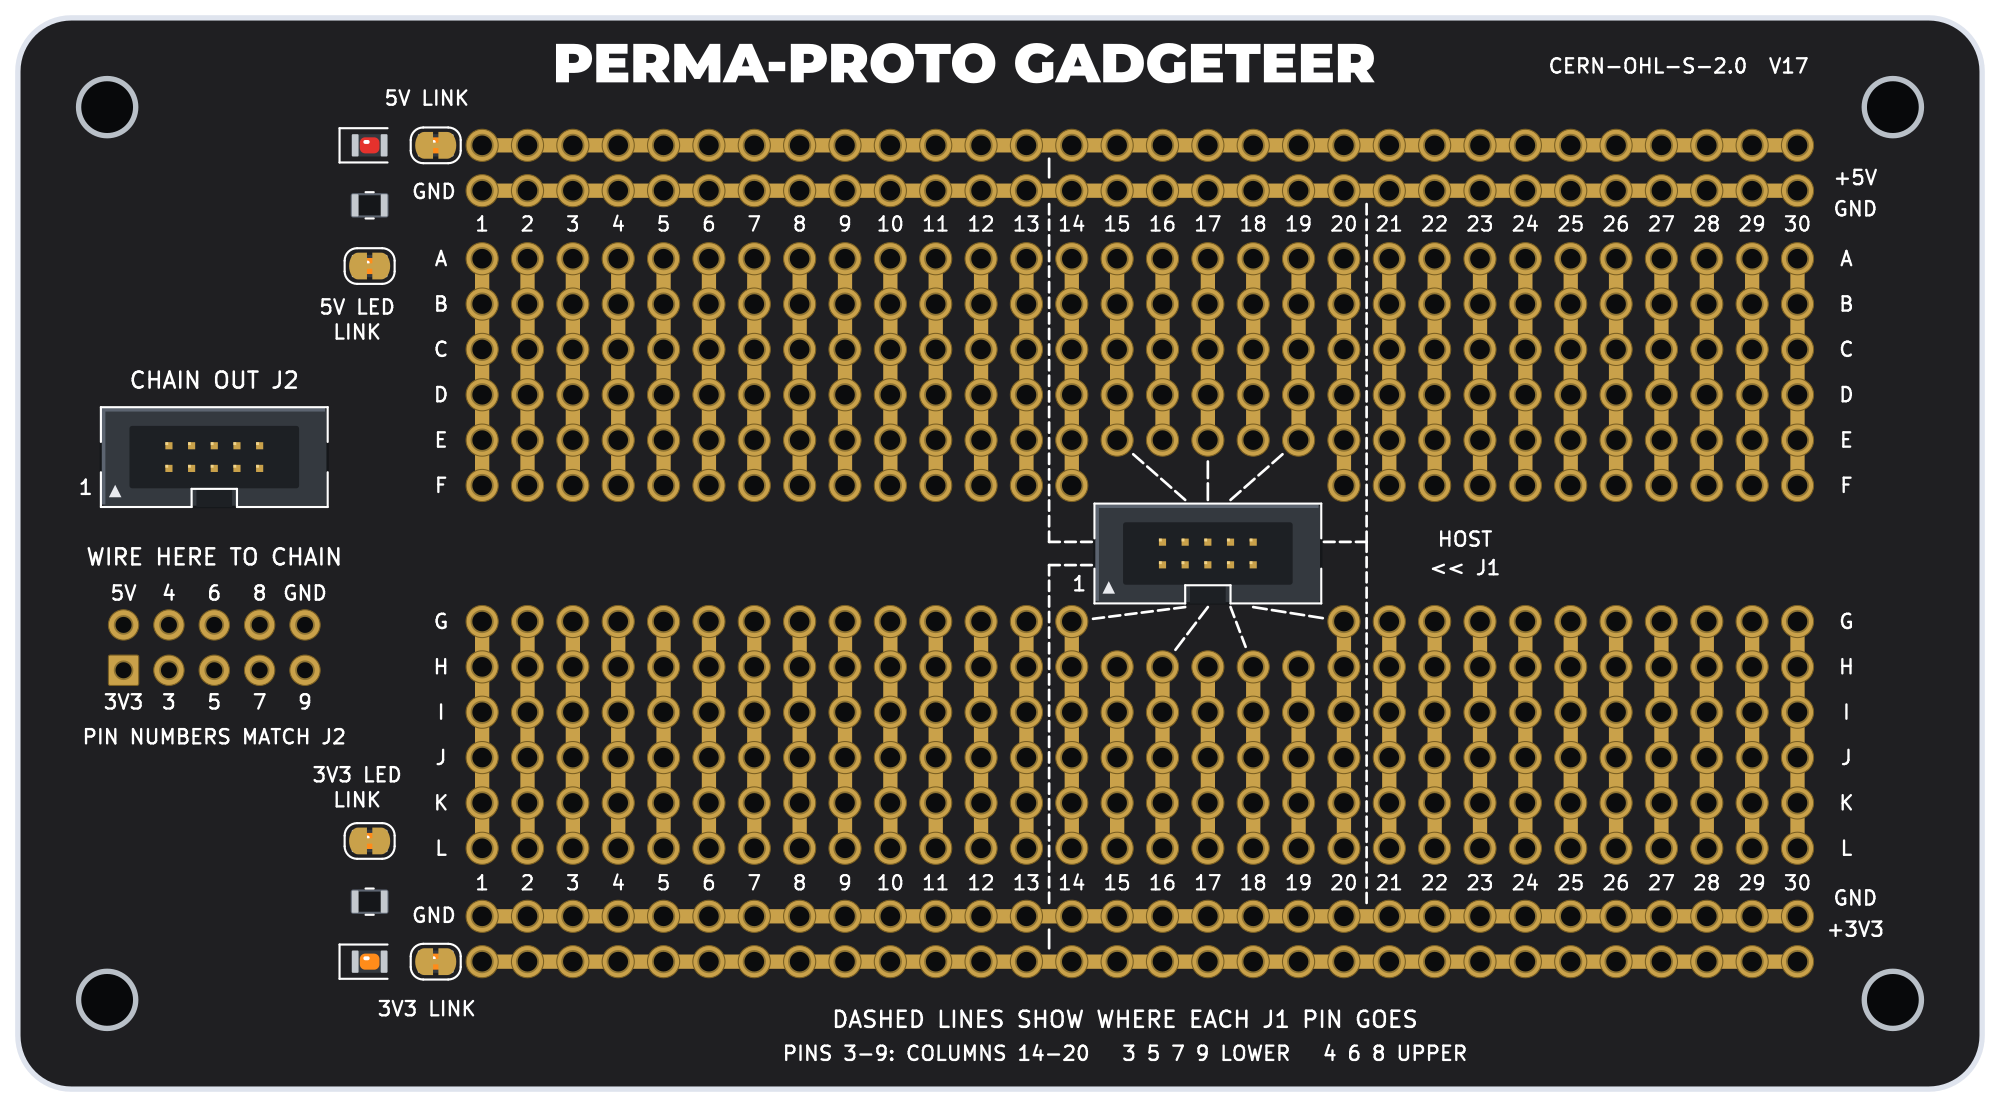 PERMA-PROTO GADGETEER
CERN-OHL-S-2.0 V17
5V LINK
GND
+5V
GND
1 2 3 4 5 6 7 8 9 10 11 12 13 14 15 16 17 18 19 20 21 22 23 24 25 26 27 28 29 30
A A
B B
5V LED
LINK
C C
CHAIN OUT J2
D D
E E
1
F F
HOST
<< J1
WIRE HERE TO CHAIN
1
5V 4 6 8 GND
G G
H H
3V3 3 5 7 9
I I
PIN NUMBERS MATCH J2
J J
3V3 LED
LINK
K K
L L
1 2 3 4 5 6 7 8 9 10 11 12 13 14 15 16 17 18 19 20 21 22 23 24 25 26 27 28 29 30
GND
GND
+3V3
3V3 LINK
DASHED LINES SHOW WHERE EACH J1 PIN GOES
PINS 3-9: COLUMNS 14-20 3 5 7 9 LOWER 4 6 8 UPPER